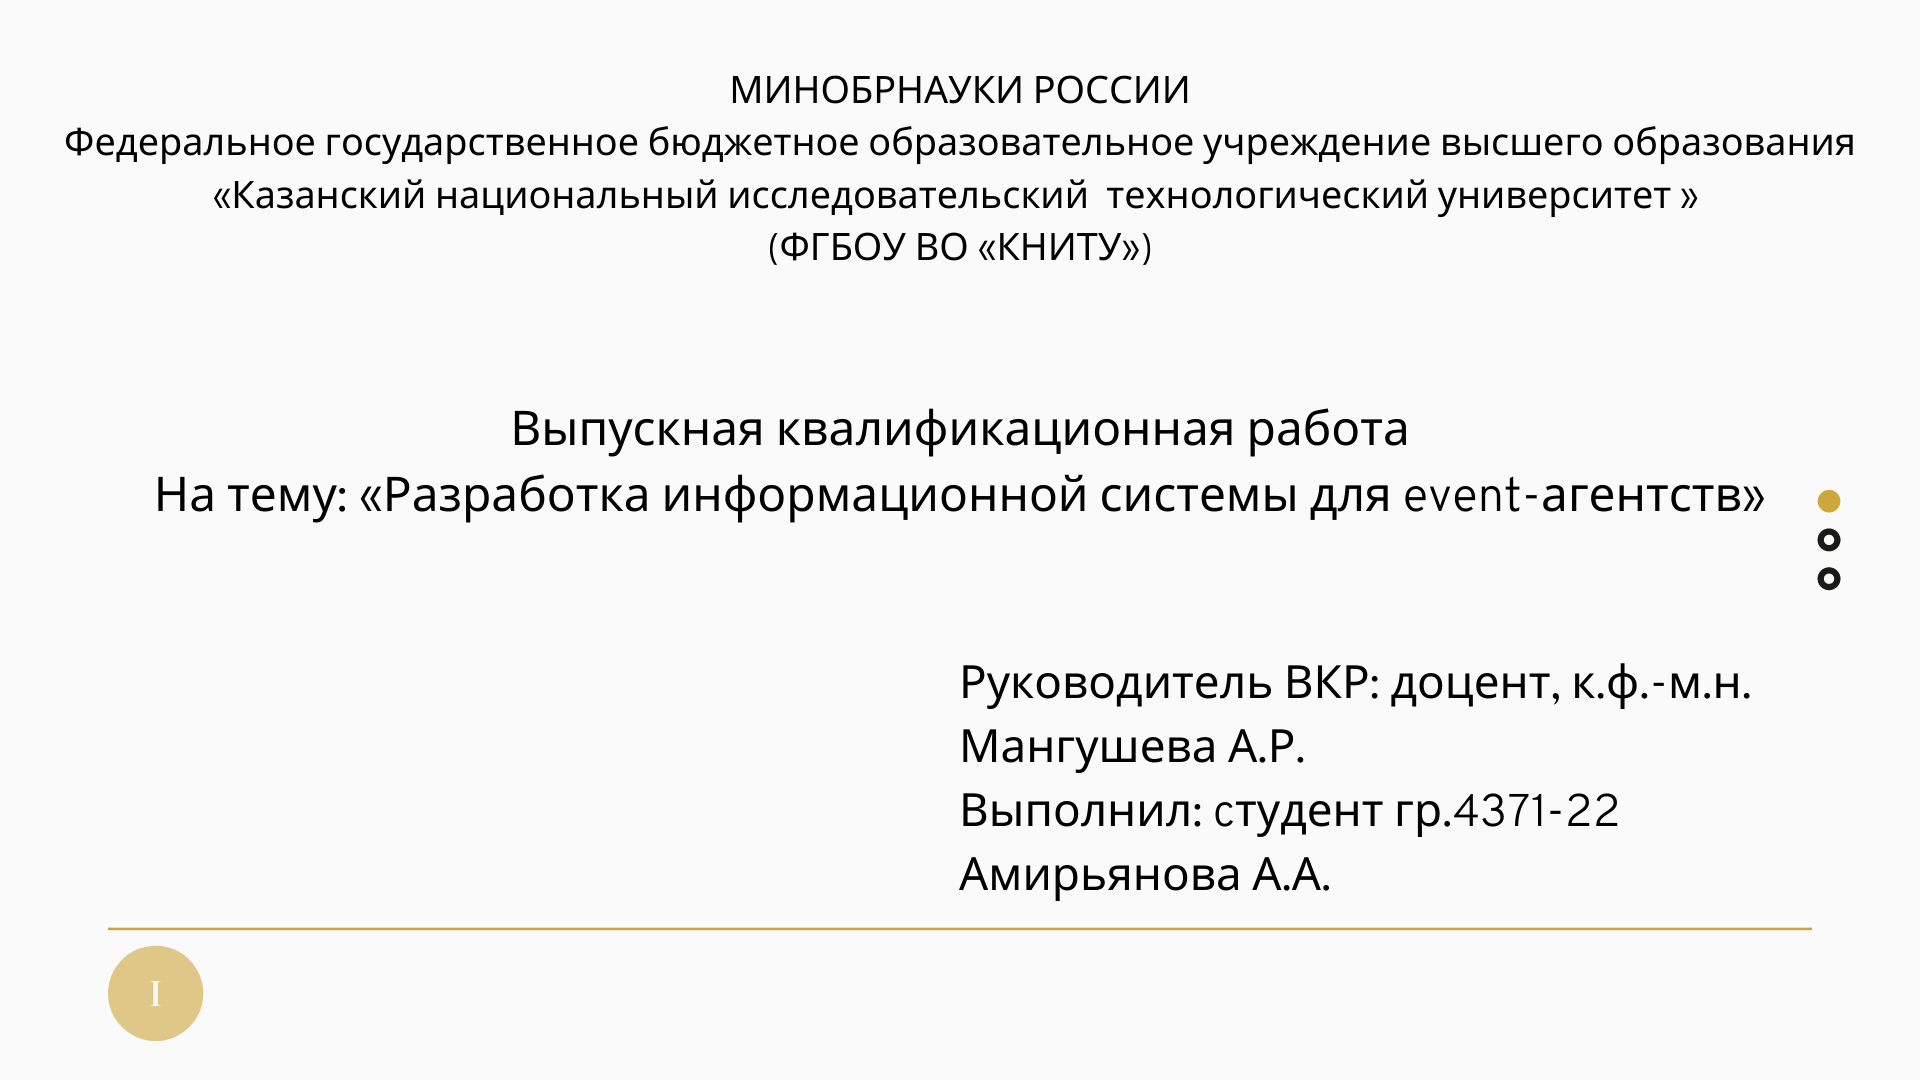 МИНОБРНАУКИ РОССИИ
Федеральное государственное бюджетное образовательное учреждение высшего образования
«Казанский национальный исследовательский  технологический университет »
(ФГБОУ ВО «КНИТУ»)
Выпускная квалификационная работа
На тему: «Разработка информационной системы для event-агентств»
Руководитель ВКР: доцент, к.ф.-м.н.
Мангушева А.Р.
Выполнил: cтудент гр.4371-22
Амирьянова А.А.
I